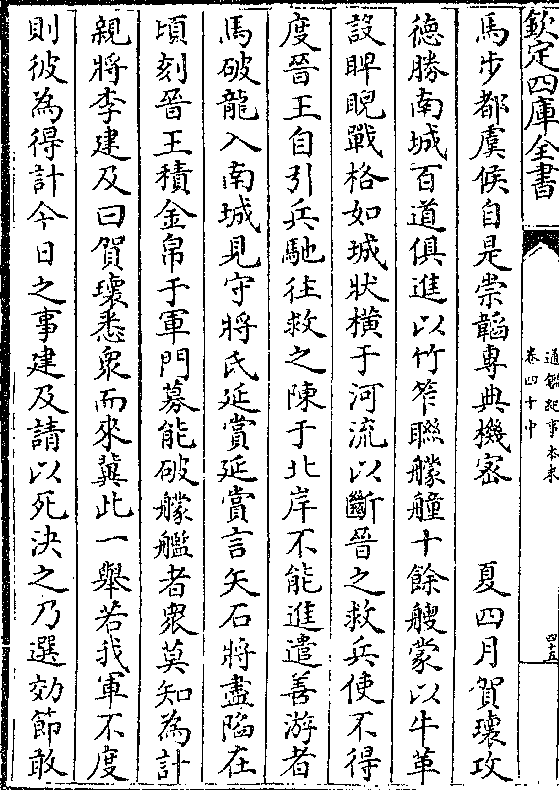 欽定四庫全書
通鑑紀事本末
卷四十中
四十五
馬步都虞候自是崇韜專典機密　夏四月賀瓌攻
德勝南城百道俱進以竹笮聯艨艟十餘艘蒙以牛革
設睥睨戰格如城狀橫于河流以斷晉之救兵使不得
度晉王自引兵馳往救之陳于北岸不能進遣善游者
馬破龍入南城見守將氏延賞延賞言矢石將盡陷在
頃刻晉王積金帛于軍門募能破艨艦者衆莫知為計
親將李建及曰賀瓌悉衆而來冀此一舉若我軍不度
則彼為得計今日之事建及請以死決之乃選効節敢